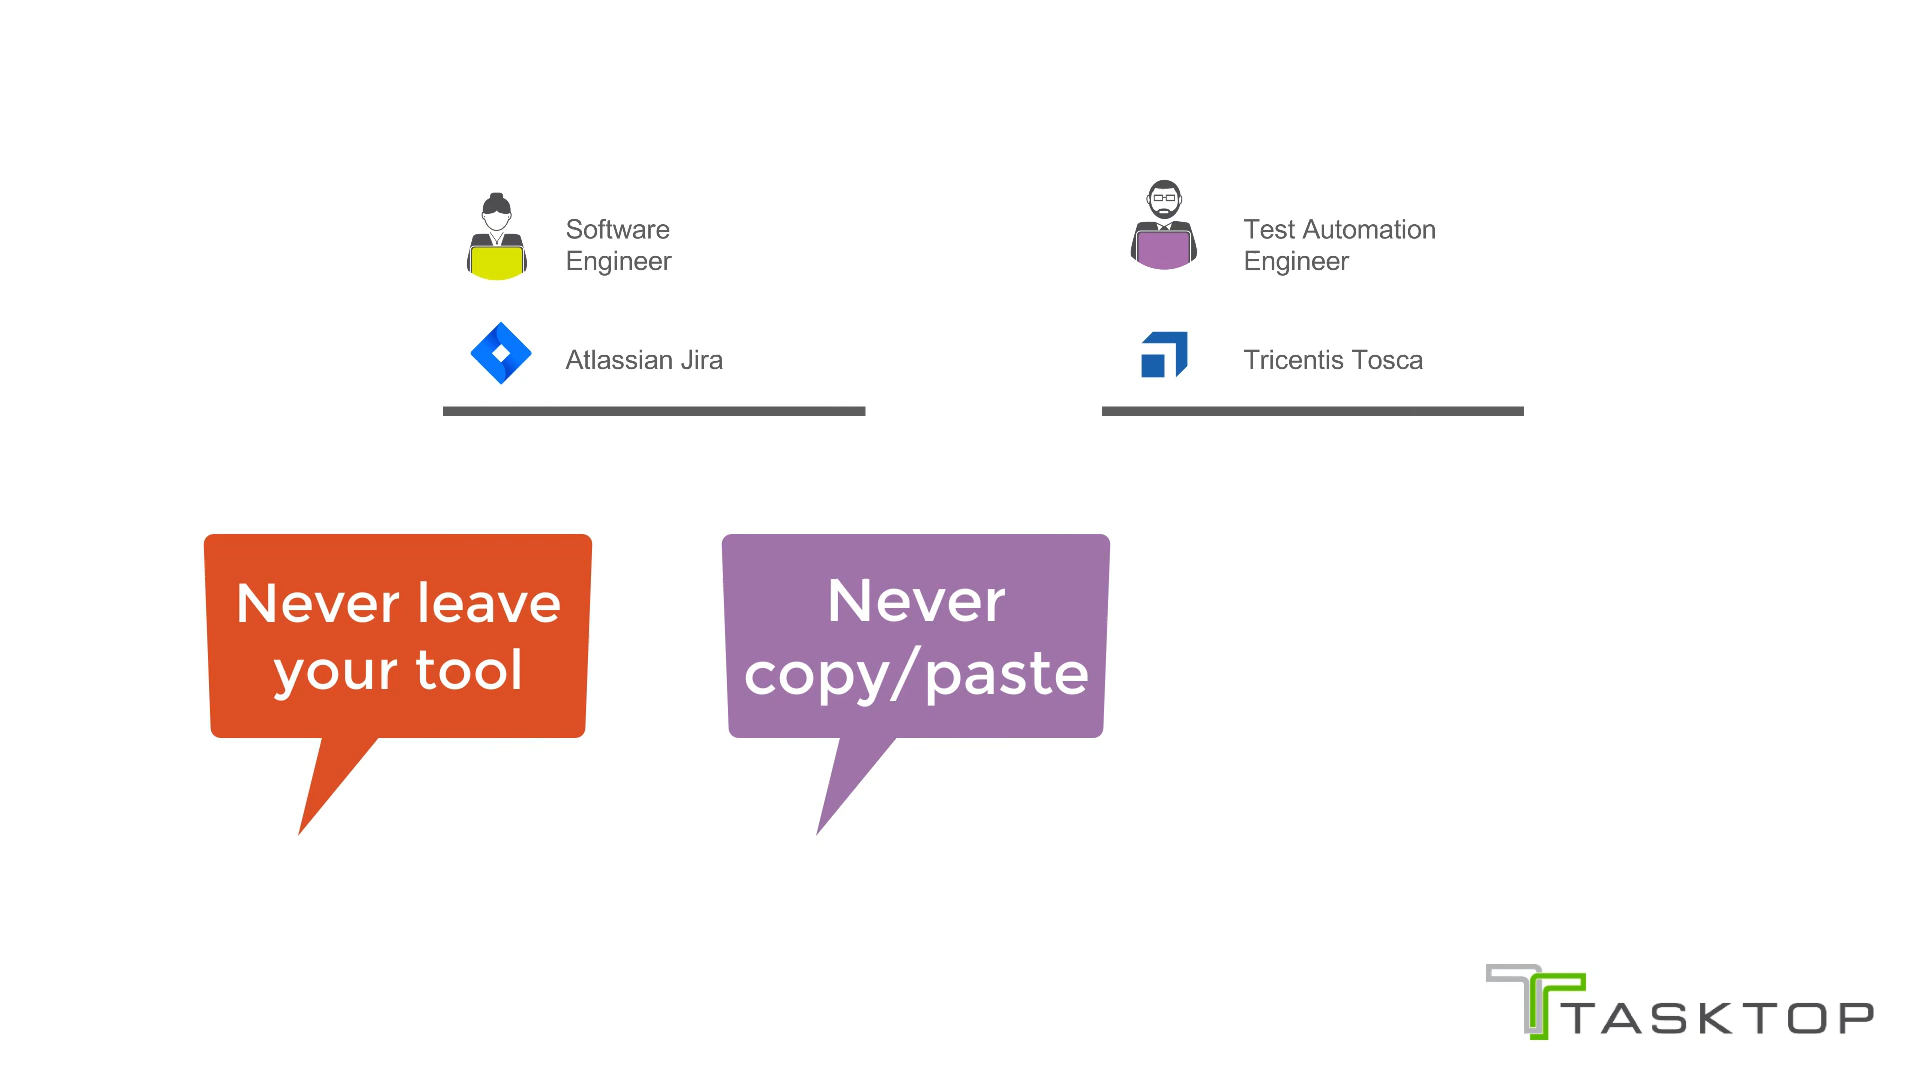 Software
Engineer
Atlassian Jira
Test Automation
Engineer
Tricentis Tosca
Never leave
your tool
Never
copy/paste
TASKTOP